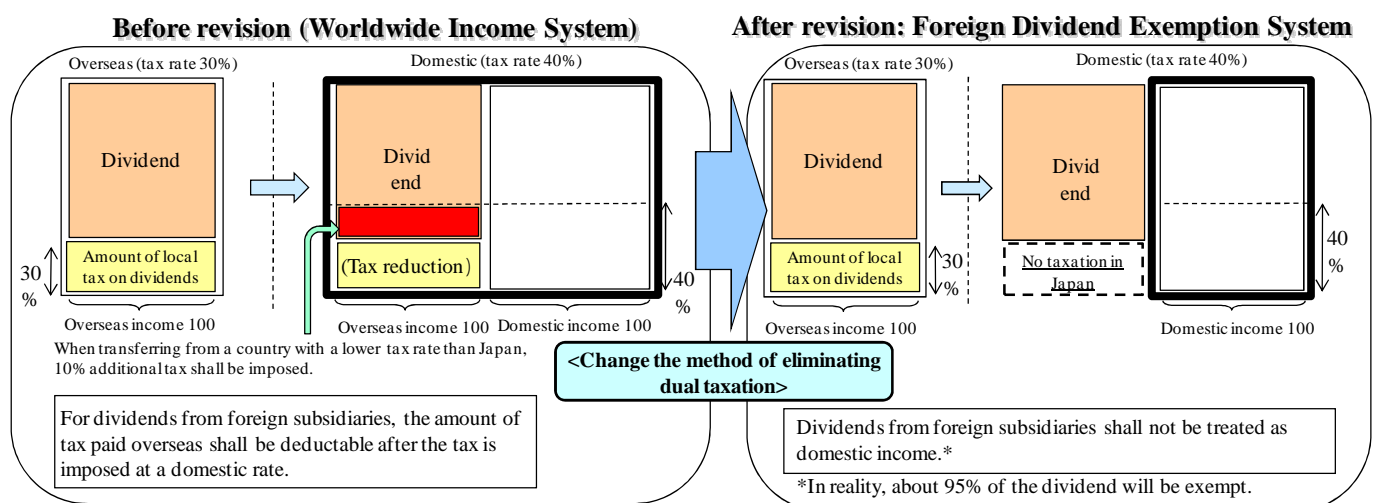 Before revision (Worldwide Income System)
Overseas (tax rate 30%)
Domestic (tax rate 40%)
Dividend
Divid
end
30
%
Amount of local
tax on dividends
(Tax reduction)
40
%
Overseas income 100
Overseas income 100
Domestic income 100
When transferring from a country with a lower tax rate than Japan,
10% additional tax shall be imposed.
For dividends from foreign subsidiaries, the amount of
tax paid overseas shall be deductable after the tax is
imposed at a domestic rate.
<Change the method of eliminating
dual taxation>
After revision: Foreign Dividend Exemption System
Overseas (tax rate 30%)
Domestic (tax rate 40%)
Dividend
Divid
end
Amount of local
tax on dividends
30
%
No taxation in
Japan
40
%
Overseas income 100
Domestic income 100
Dividends from foreign subsidiaries shall not be treated as
domestic income.*
*In reality, about 95% of the dividend will be exempt.